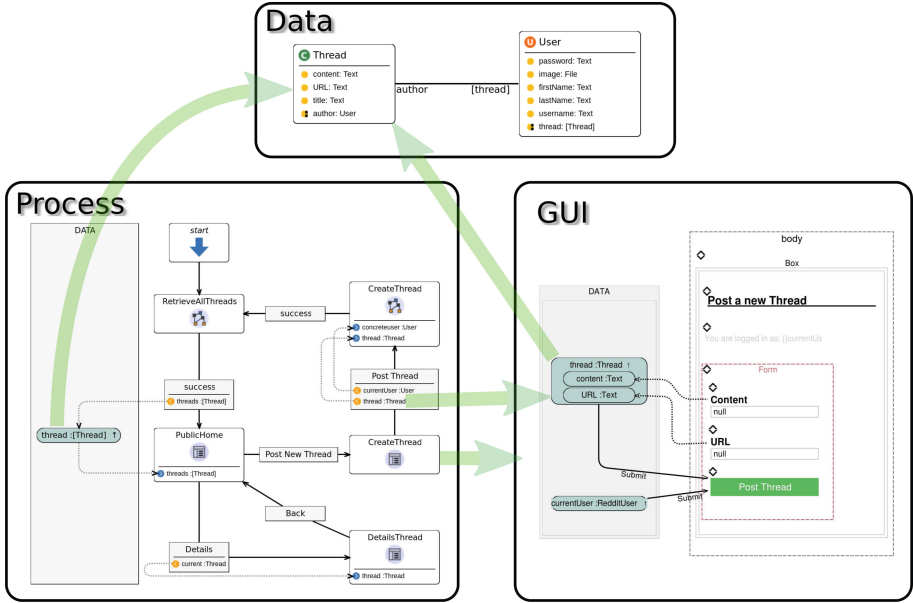 Data
Thread
content: Text
URL: Text
title: Text
author: User
author
[thread]
User
password: Text
image: File
firstName: Text
lastName: Text
username: Text
thread: [Thread]
Process
DATA
thread :[Thread] ↑
start
RetrieveAllThreads
success
CreateThread
concreteuser :User
thread :Thread
success
threads :[Thread]
Post Thread
currentUser :User
thread :Thread
PublicHome
threads :[Thread]
Post New Thread
CreateThread
Back
Details
current :Thread
DetailsThread
thread :Thread
GUI
DATA
thread :Thread ↑
content :Text
URL :Text
currentUser :RedditUser ↑
Submit
Submit
body
Box
Post a new Thread
You are logged in as: {{currentUs
Form
Content
null
URL
null
Post Thread